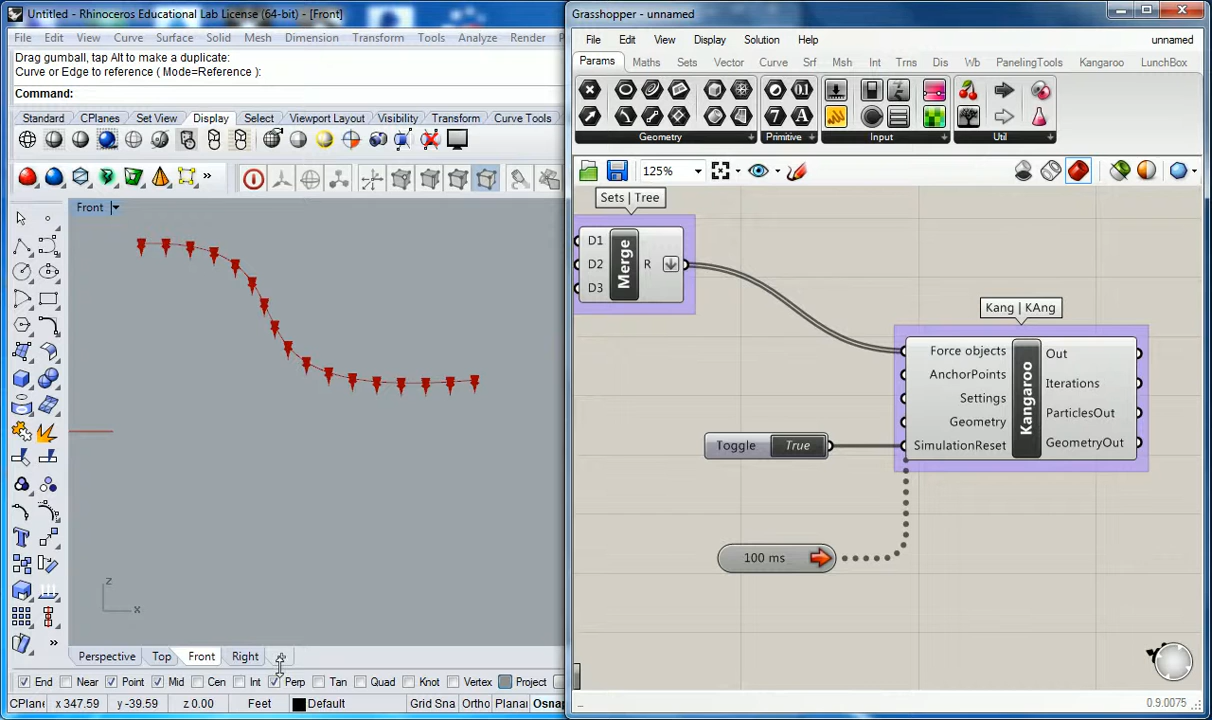 Untitled - Rhinoceros Educational Lab License (64-bit) - [Front]
File Edit View Curve Surface Solid Mesh Dimension Transform Tools Analyze Render
Drag gumball, tap Alt to make a duplicate:
Curve or Edge to reference ( Mode=Reference ):
Command:
Standard CPlanes Set View Display Select Viewport Layout Visibility Transform Curve Tools
Front
z
x
Perspective Top Front Right
End Near Point Mid Cen Int Perp Tan Quad Knot Vertex Project
CPlane x 347.59 y -39.59 z 0.00 Feet Default Grid Sna Ortho Planar Osnap
Grasshopper - unnamed
File Edit View Display Solution Help unnamed
Params Maths Sets Vector Curve Srf Msh Int Trns Dis Wb PanelingTools Kangaroo LunchBox
Geometry Primitive Input Util
125%
Sets | Tree
D1
D2
D3
Merge
R
Kang | KAng
Force objects
AnchorPoints
Settings
Geometry
SimulationReset
Kangaroo
Out
Iterations
ParticlesOut
GeometryOut
Toggle True
100 ms
0.9.0075